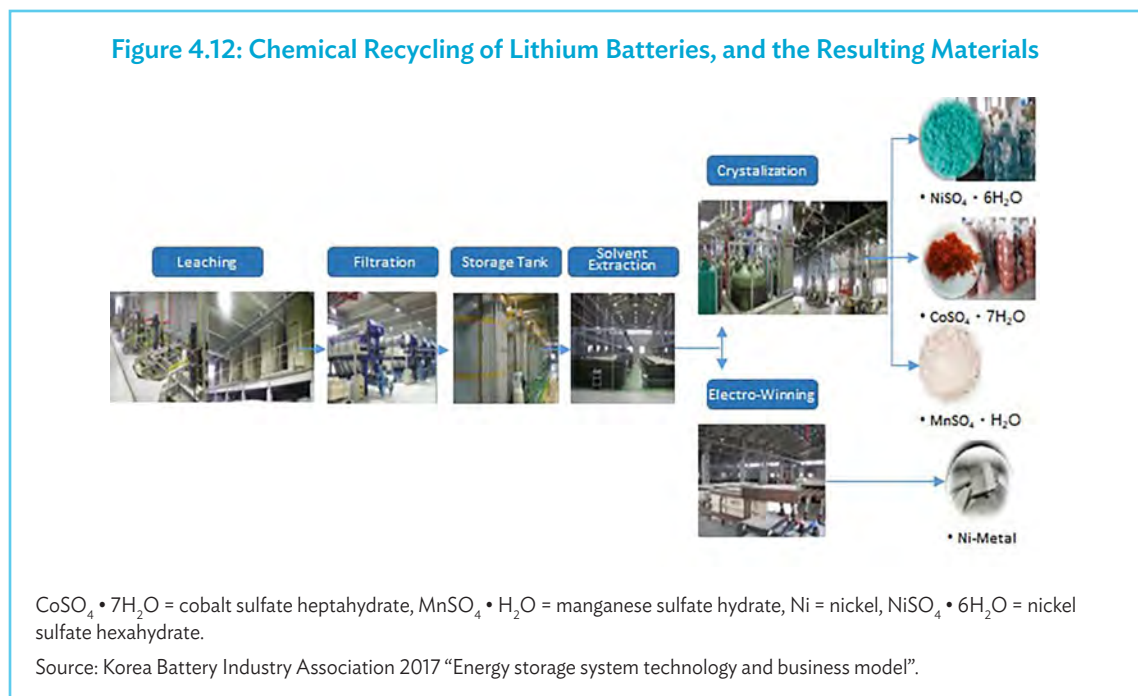 Figure 4.12: Chemical Recycling of Lithium Batteries, and the Resulting Materials
Leaching
Filtration
Storage Tank
Solvent
Extraction
Crystalization
• NiSO₄ · 6H₂O
• CoSO₄ · 7H₂O
• MnSO₄ · H₂O
Electro-Winning
• Ni-Metal
CoSO₄ • 7H₂O = cobalt sulfate heptahydrate, MnSO₄ • H₂O = manganese sulfate hydrate, Ni = nickel, NiSO₄ • 6H₂O = nickel
sulfate hexahydrate.
Source: Korea Battery Industry Association 2017 “Energy storage system technology and business model”.